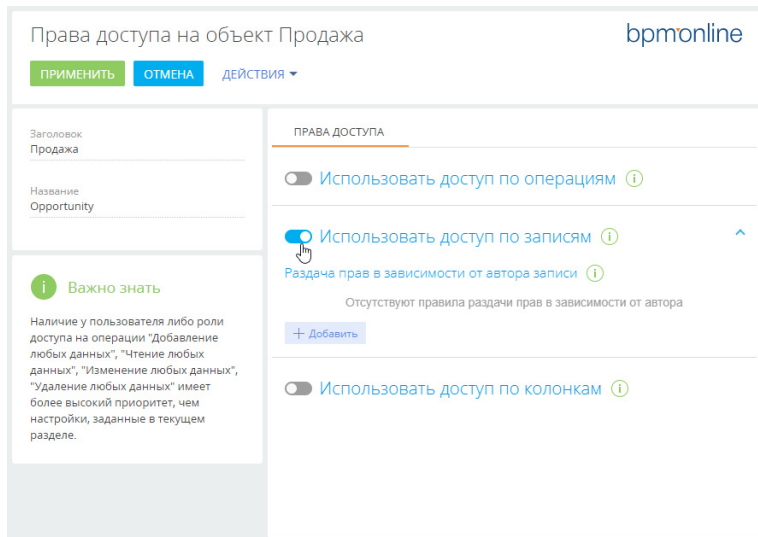 Права доступа на объект Продажа
bpmonline
ПРИМЕНИТЬ
ОТМЕНА
ДЕЙСТВИЯ
Заголовок
Продажа
Название
Opportunity
i Важно знать
Наличие у пользователя либо роли
доступа на операции "Добавление
любых данных", "Чтение любых
данных", "Изменение любых данных",
"Удаление любых данных" имеет
более высокий приоритет, чем
настройки, заданные в текущем
разделе.
ПРАВА ДОСТУПА
Использовать доступ по операциям i
Использовать доступ по записям i
Раздача прав в зависимости от автора записи i
Отсутствуют правила раздачи прав в зависимости от автора
+ Добавить
Использовать доступ по колонкам i